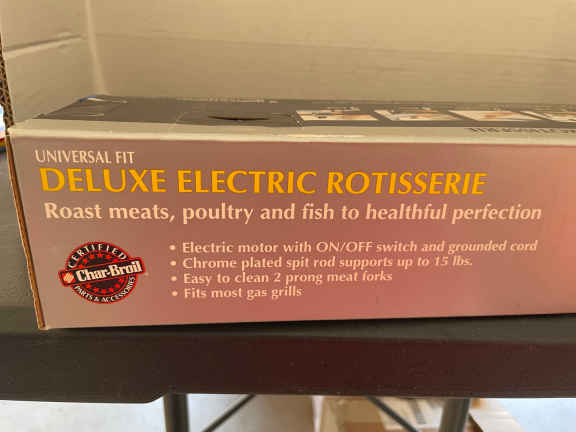 UNIVERSAL FIT
DELUXE ELECTRIC ROTISSERIE
Roast meats, poultry and fish to healthful perfection
• Electric motor with ON/OFF switch and grounded cord
• Chrome plated spit rod supports up to 15 lbs.
• Easy to clean 2 prong meat forks
• Fits most gas grills
CERTIFIED
Char-Broil
PARTS & ACCESSORIES